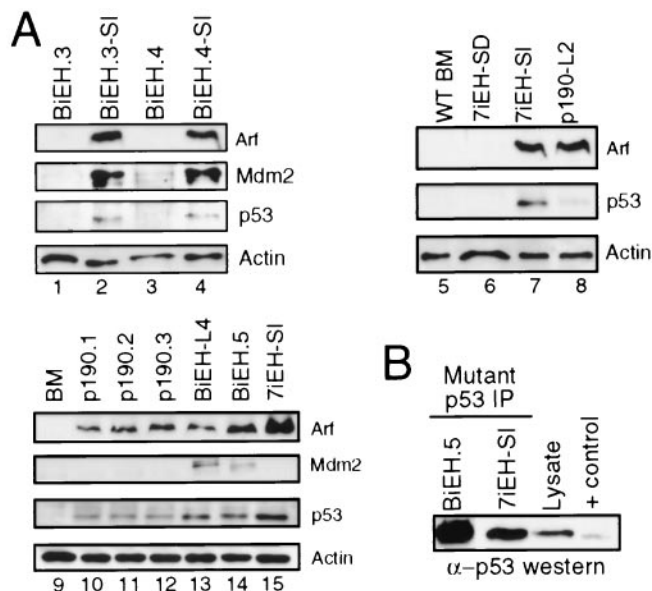 A
BiEH.3
BiEH.3-SI
BiEH.4
BiEH.4-SI
Arf
Mdm2
p53
Actin
1 2 3 4
WT BM
7iEH-SD
7iEH-SI
p190-L2
Arf
p53
Actin
5 6 7 8
BM
p190.1
p190.2
p190.3
BiEH-L4
BiEH.5
7iEH-SI
Arf
Mdm2
p53
Actin
9 10 11 12 13 14 15
B
Mutant
p53 IP
BiEH.5
7iEH-SI
Lysate
+ control
α–p53 western